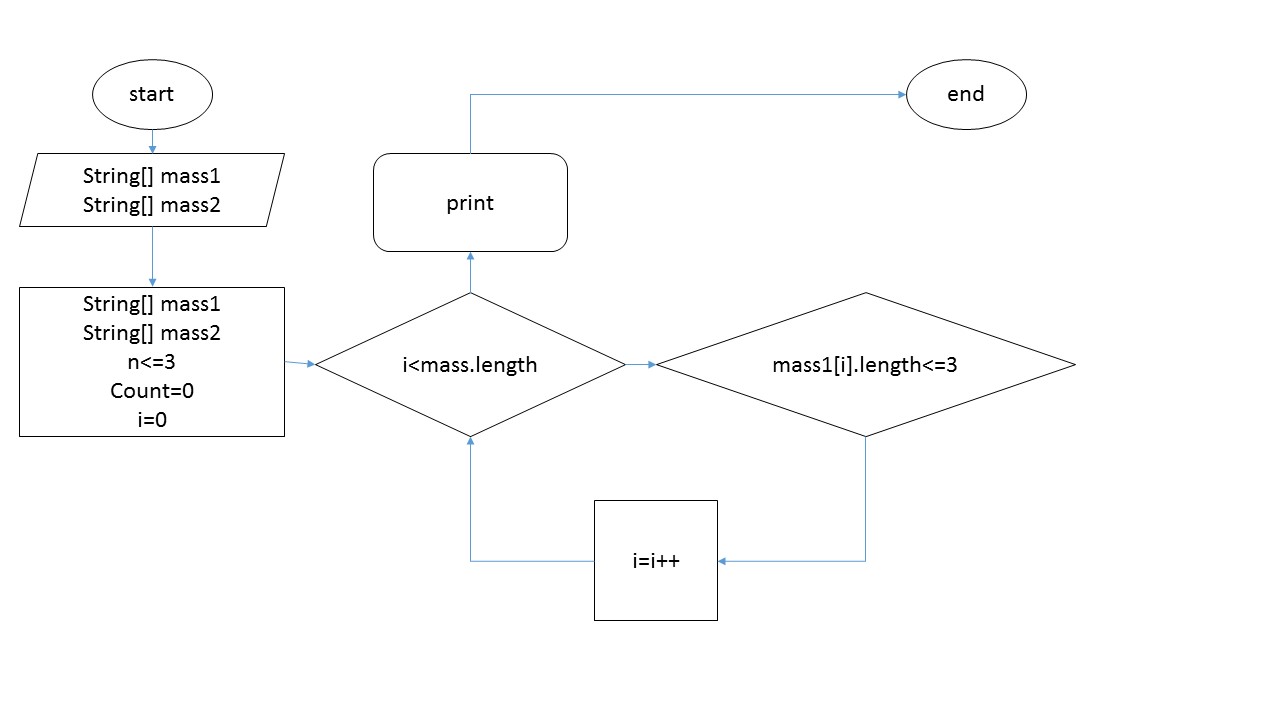 start
String[] mass1
String[] mass2
String[] mass1
String[] mass2
n<=3
Count=0
i=0
i<mass.length
print
end
mass1[i].length<=3
i=i++